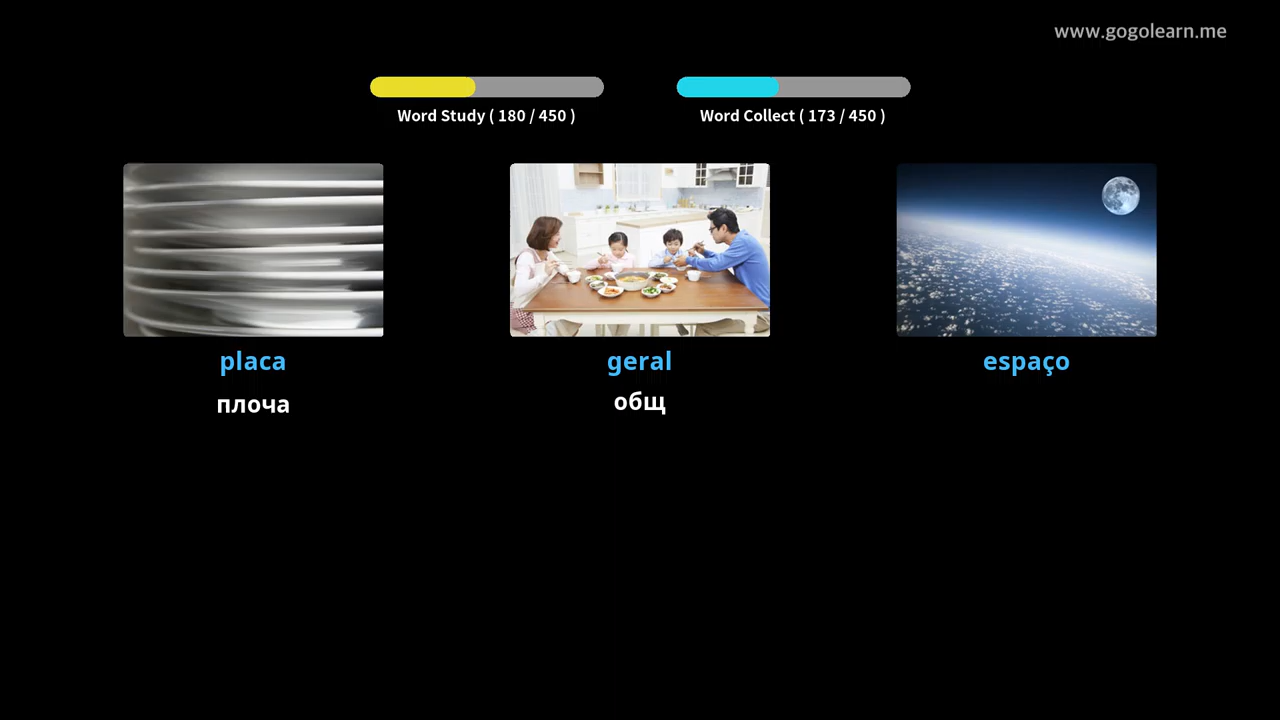 www.gogolearn.me
Word Study ( 180 / 450 )
Word Collect ( 173 / 450 )
placa
geral
espaço
плоча
общ